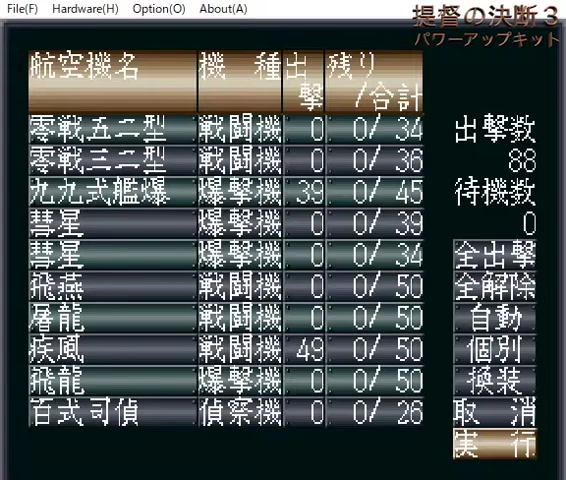 File(F) Hardware(H) Option(O) About(A)
提督の決断3
パワーアップキット
航空機名 機 種 出撃 残り/合計
零戦五二型 戦闘機 0 0/ 34
零戦三二型 戦闘機 0 0/ 36
九九式艦爆 爆撃機 39 0/ 45
彗星 爆撃機 0 0/ 39
彗星 爆撃機 0 0/ 34
飛燕 戦闘機 0 0/ 50
屠龍 戦闘機 0 0/ 50
疾風 戦闘機 49 0/ 50
飛龍 爆撃機 0 0/ 50
百式司偵 偵察機 0 0/ 26
出撃数
88
待機数
0
全出撃
全解除
自動
個別
換装
取 消
実 行